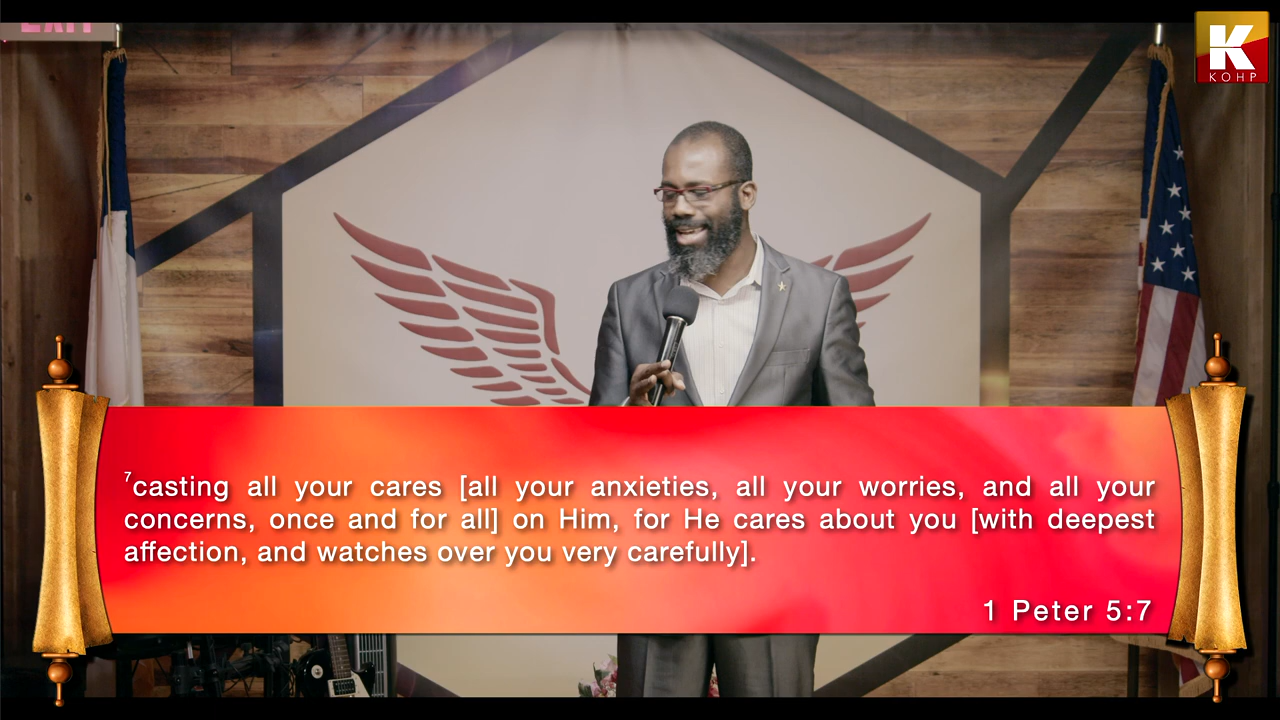 EXIT
K
KOHP
⁷casting all your cares [all your anxieties, all your worries, and all your
concerns, once and for all] on Him, for He cares about you [with deepest
affection, and watches over you very carefully].
1 Peter 5:7